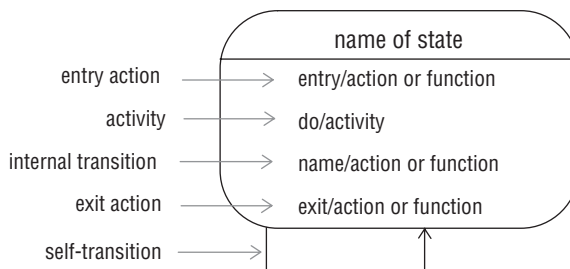 name of state
entry action entry/action or function
activity do/activity
internal transition name/action or function
exit action exit/action or function
self-transition